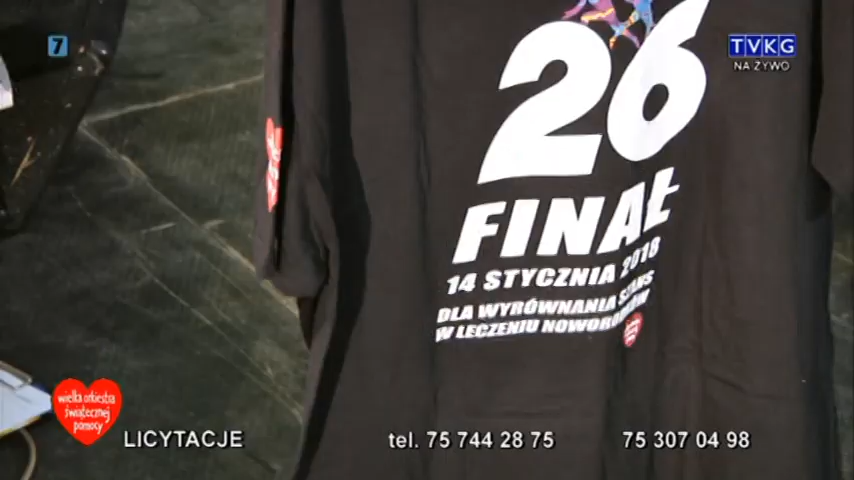 7
TVKG
NA ŻYWO
26
FINAŁ
14 STYCZNIA 2018
DLA WYRÓWNANIA SZANS
W LECZENIU NOWORODKÓW
wielka orkiestra
świątecznej
pomocy
LICYTACJE
tel. 75 744 28 75
75 307 04 98